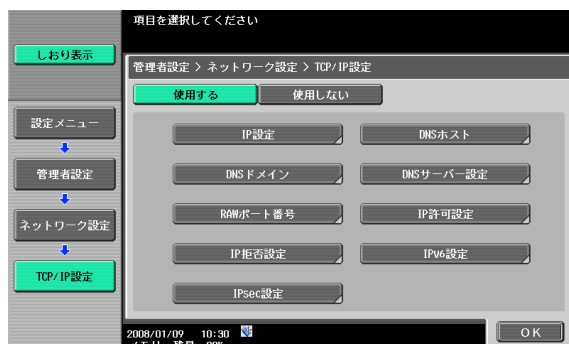 項目を選択してください
しおり表示
管理者設定 > ネットワーク設定 > TCP/IP設定
使用する 使用しない
設定メニュー
管理者設定
ネットワーク設定
TCP/IP設定
IP設定 DNSホスト
DNSドメイン DNSサーバー設定
RAWポート番号 IP許可設定
IP拒否設定 IPv6設定
IPsec設定
2008/01/09 10:30
OK